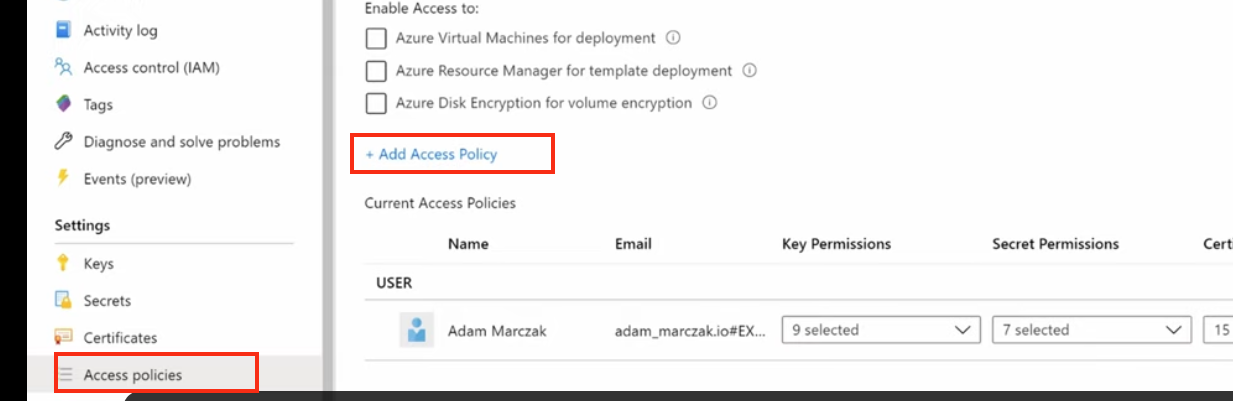 Activity log
Access control (IAM)
Tags
Diagnose and solve problems
Events (preview)
Settings
Keys
Secrets
Certificates
Access policies
Enable Access to:
Azure Virtual Machines for deployment
Azure Resource Manager for template deployment
Azure Disk Encryption for volume encryption
+ Add Access Policy
Current Access Policies
Name Email Key Permissions Secret Permissions Certi
USER
Adam Marczak adam_marczak.io#EX... 9 selected 7 selected 15